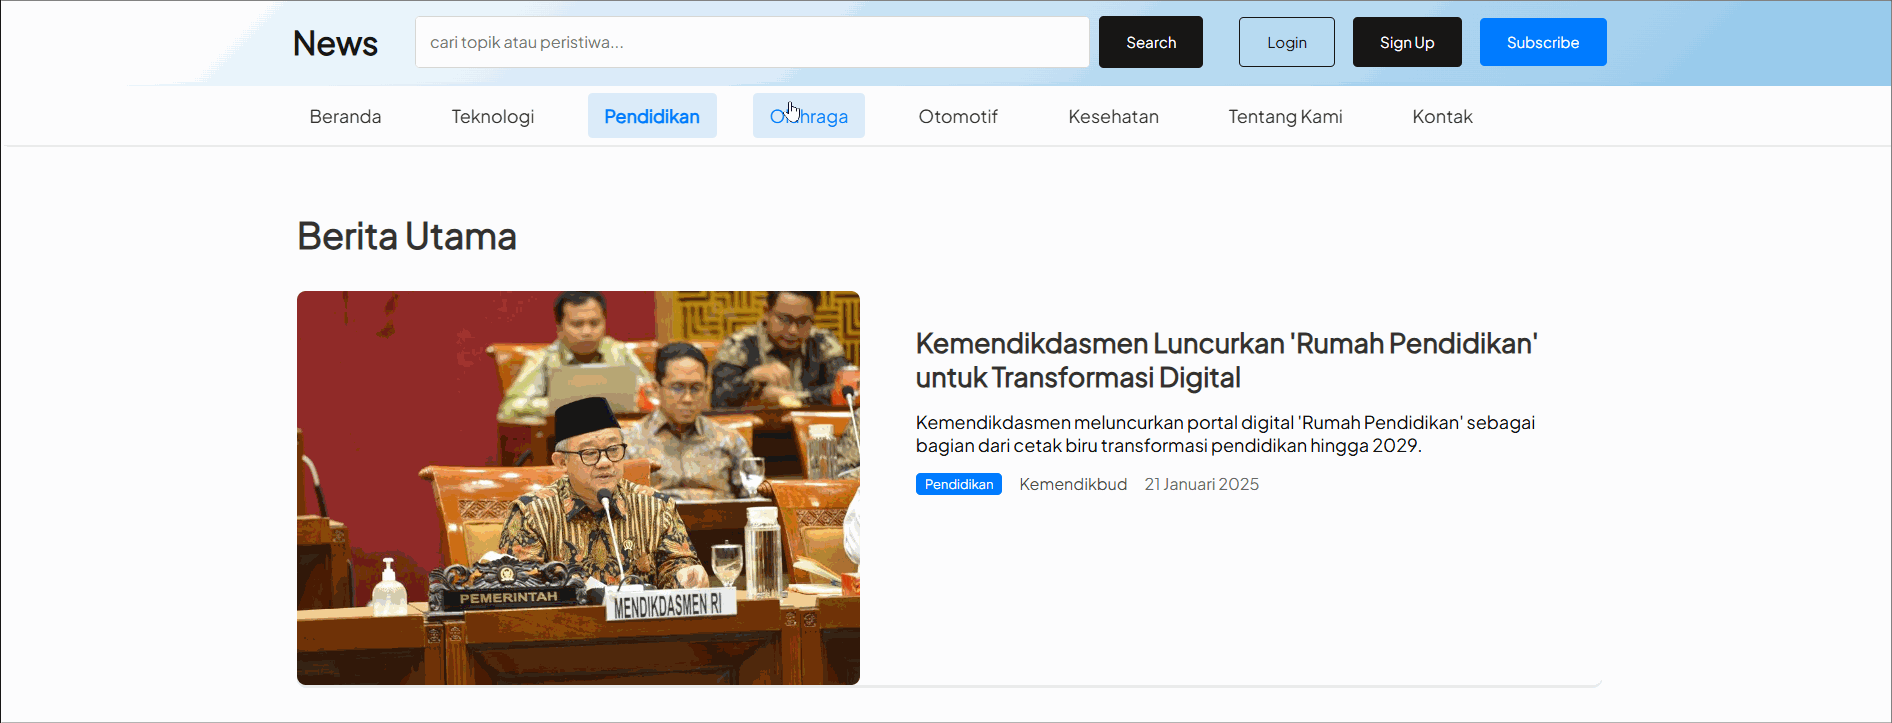 News
cari topik atau peristiwa...
Search
Login
Sign Up
Subscribe
Beranda
Teknologi
Pendidikan
Olahraga
Otomotif
Kesehatan
Tentang Kami
Kontak
Berita Utama
PEMERINTAH
MENDIKDASMEN RI
Kemendikdasmen Luncurkan 'Rumah Pendidikan'
untuk Transformasi Digital
Kemendikdasmen meluncurkan portal digital 'Rumah Pendidikan' sebagai
bagian dari cetak biru transformasi pendidikan hingga 2029.
Pendidikan
Kemendikbud
21 Januari 2025